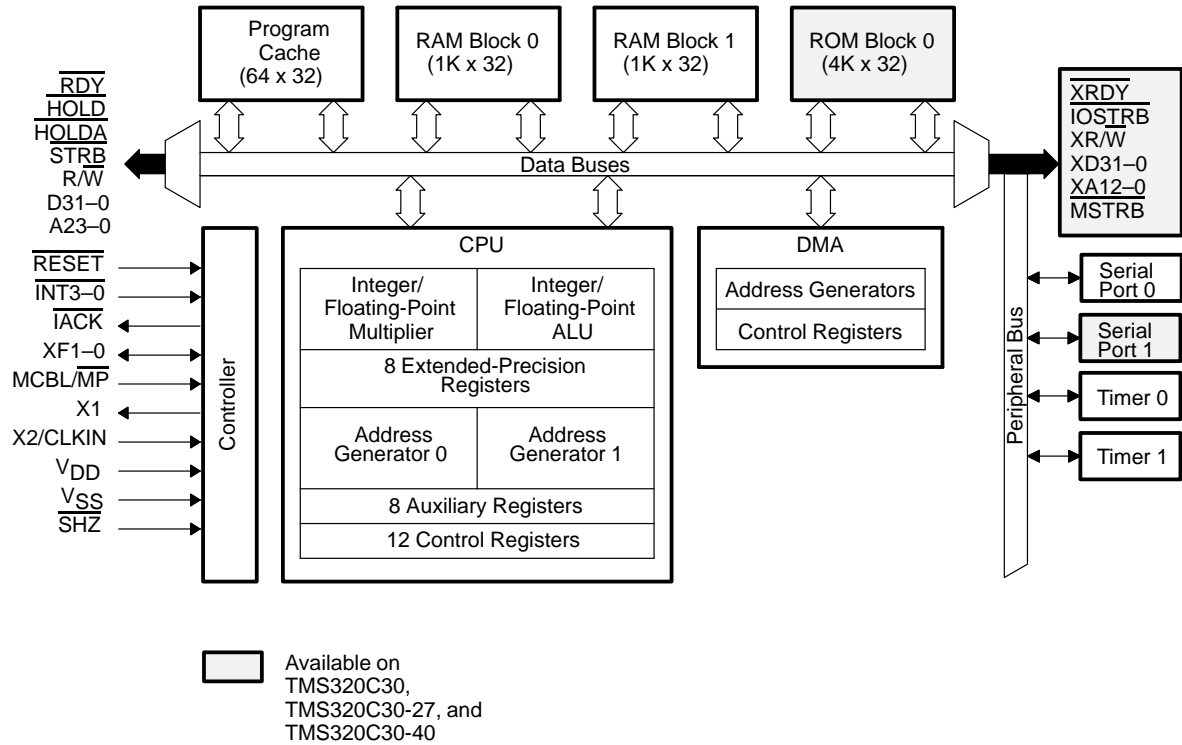 Program
Cache
(64 x 32)
RAM Block 0
(1K x 32)
RAM Block 1
(1K x 32)
ROM Block 0
(4K x 32)
RDY
HOLD
HOLDA
STRB
R/W
D31–0
A23–0
Data Buses
XRDY
IOSTRB
XR/W
XD31–0
XA12–0
MSTRB
RESET
INT3–0
IACK
XF1–0
MCBL/MP
X1
X2/CLKIN
VDD
VSS
SHZ
Controller
CPU
Integer/
Floating-Point
Multiplier
Integer/
Floating-Point
ALU
8 Extended-Precision
Registers
Address
Generator 0
Address
Generator 1
8 Auxiliary Registers
12 Control Registers
DMA
Address Generators
Control Registers
Peripheral Bus
Serial
Port 0
Serial
Port 1
Timer 0
Timer 1
Available on
TMS320C30,
TMS320C30-27, and
TMS320C30-40